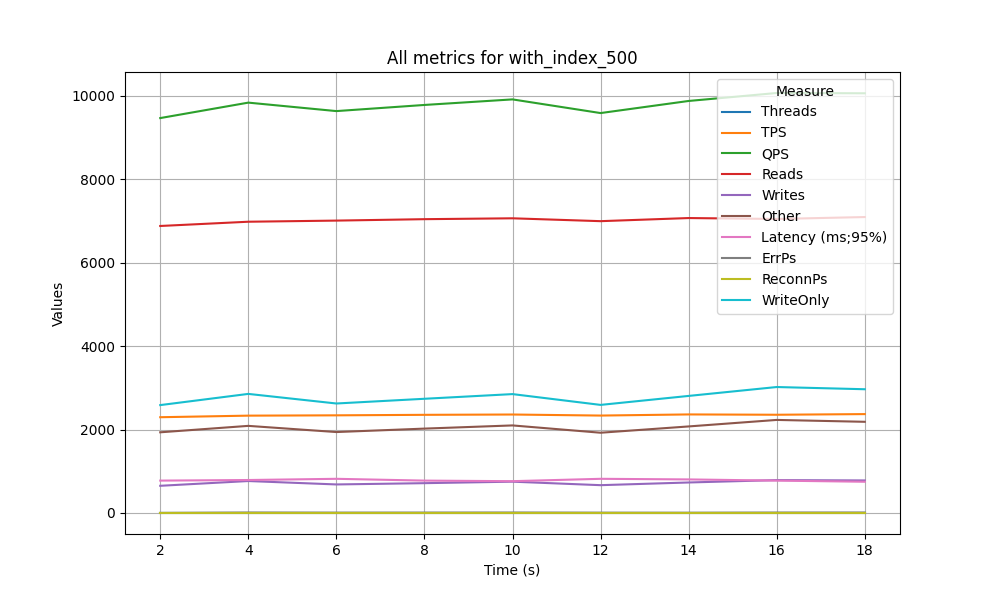 All metrics for with_index_500
10000
8000
6000
4000
2000
0
Values
Measure
Threads
TPS
QPS
Reads
Writes
Other
Latency (ms;95%)
ErrPs
ReconnPs
WriteOnly
2 4 6 8 10 12 14 16 18
Time (s)